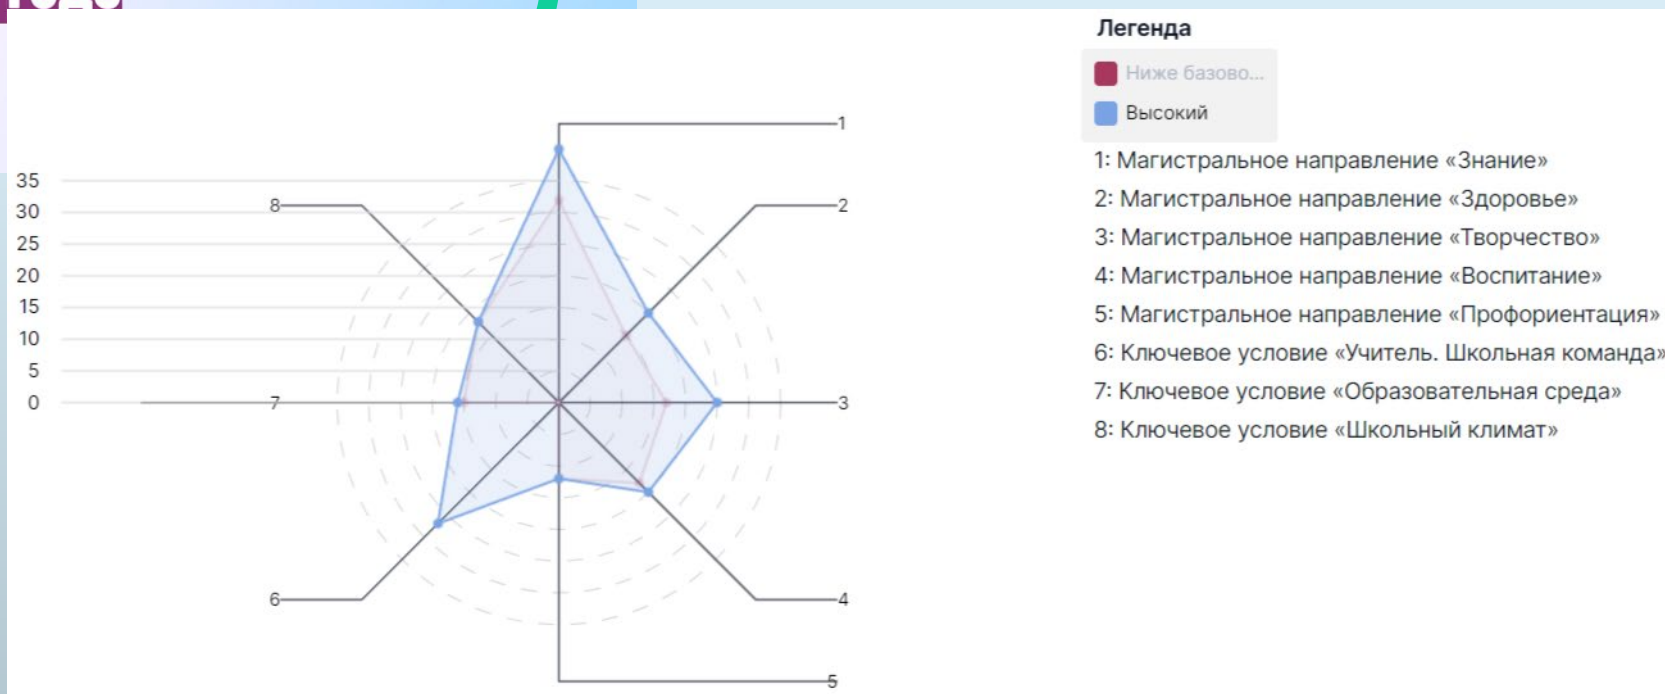 Легенда
Ниже базово...
Высокий
1: Магистральное направление «Знание»
2: Магистральное направление «Здоровье»
3: Магистральное направление «Творчество»
4: Магистральное направление «Воспитание»
5: Магистральное направление «Профориентация»
6: Ключевое условие «Учитель. Школьная команда»
7: Ключевое условие «Образовательная среда»
8: Ключевое условие «Школьный климат»
35
30
25
20
15
10
5
0
1
2
3
4
5
6
7
8